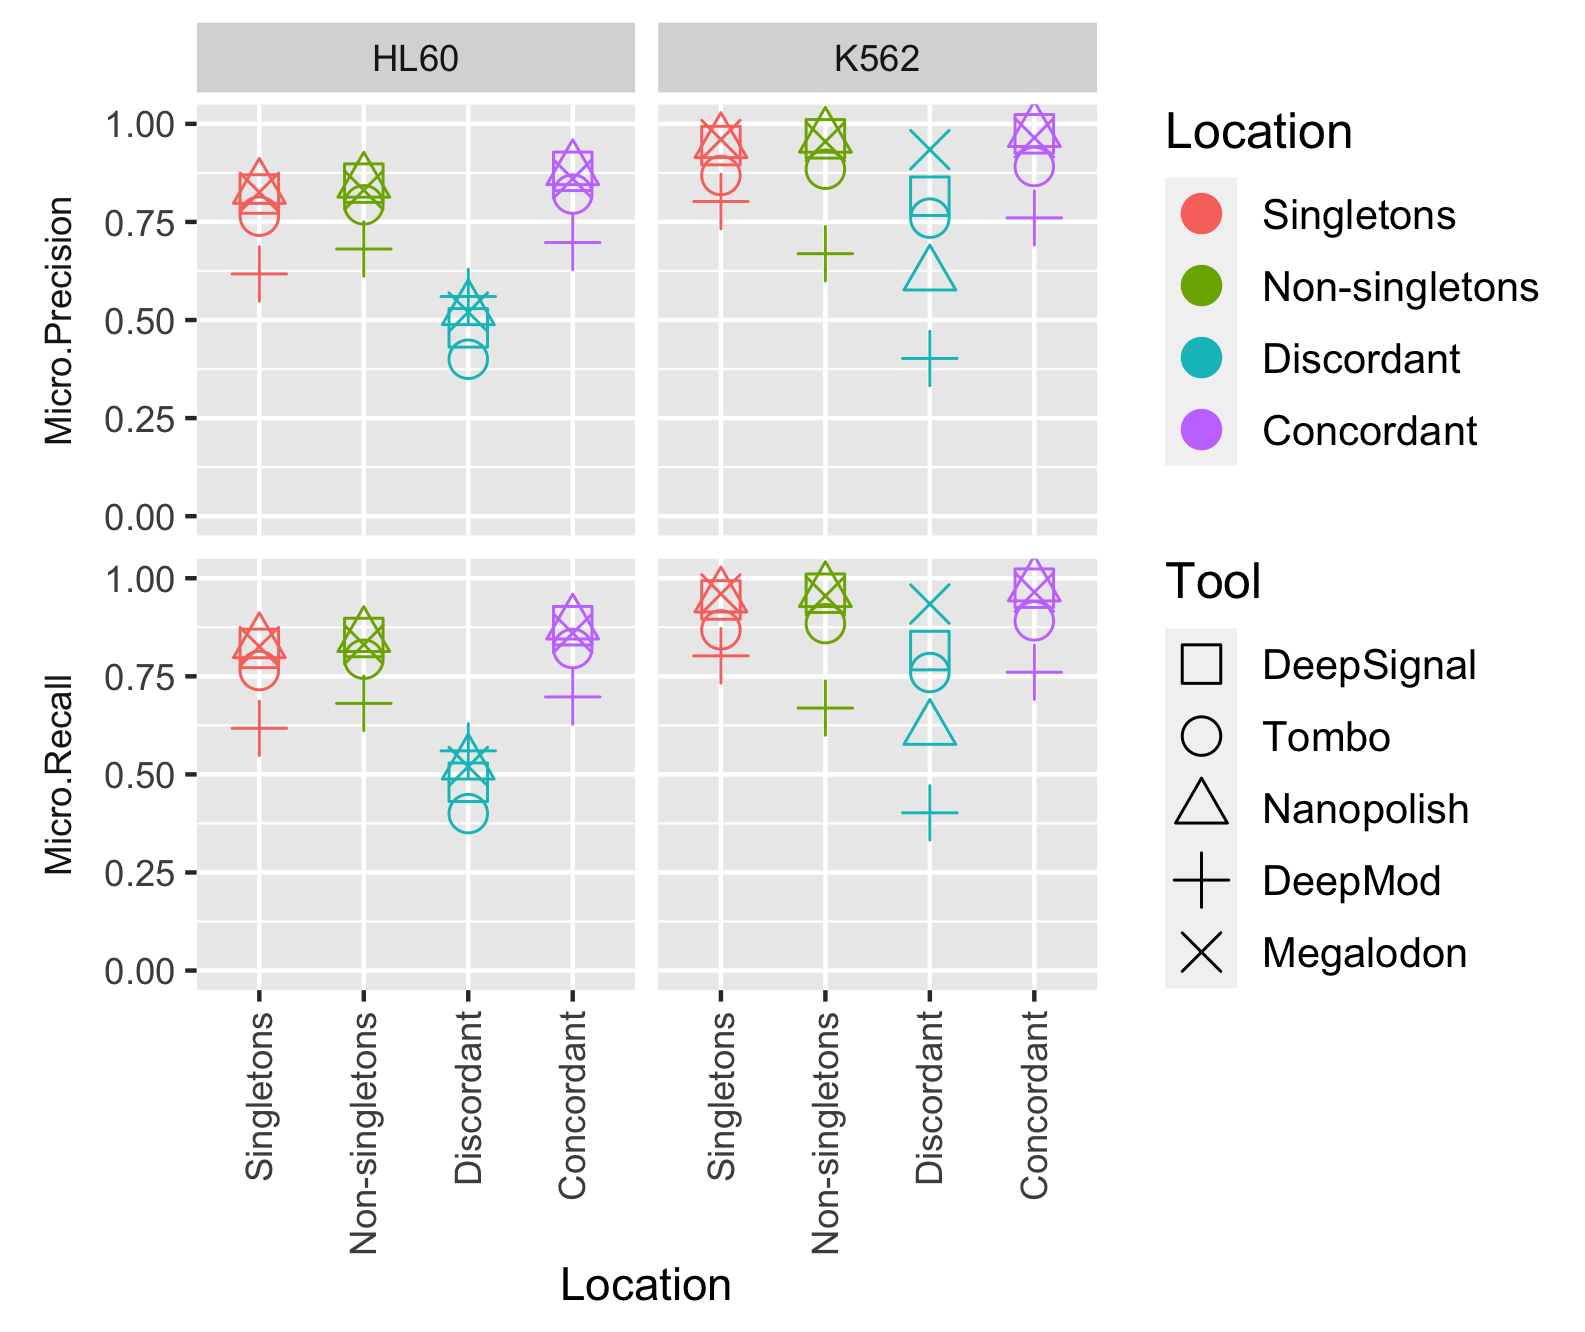 HL60
K562
Micro.Precision
1.00
0.75
0.50
0.25
0.00
Micro.Recall
1.00
0.75
0.50
0.25
0.00
Singletons
Non-singletons
Discordant
Concordant
Singletons
Non-singletons
Discordant
Concordant
Location
Location
Singletons
Non-singletons
Discordant
Concordant
Tool
DeepSignal
Tombo
Nanopolish
DeepMod
Megalodon